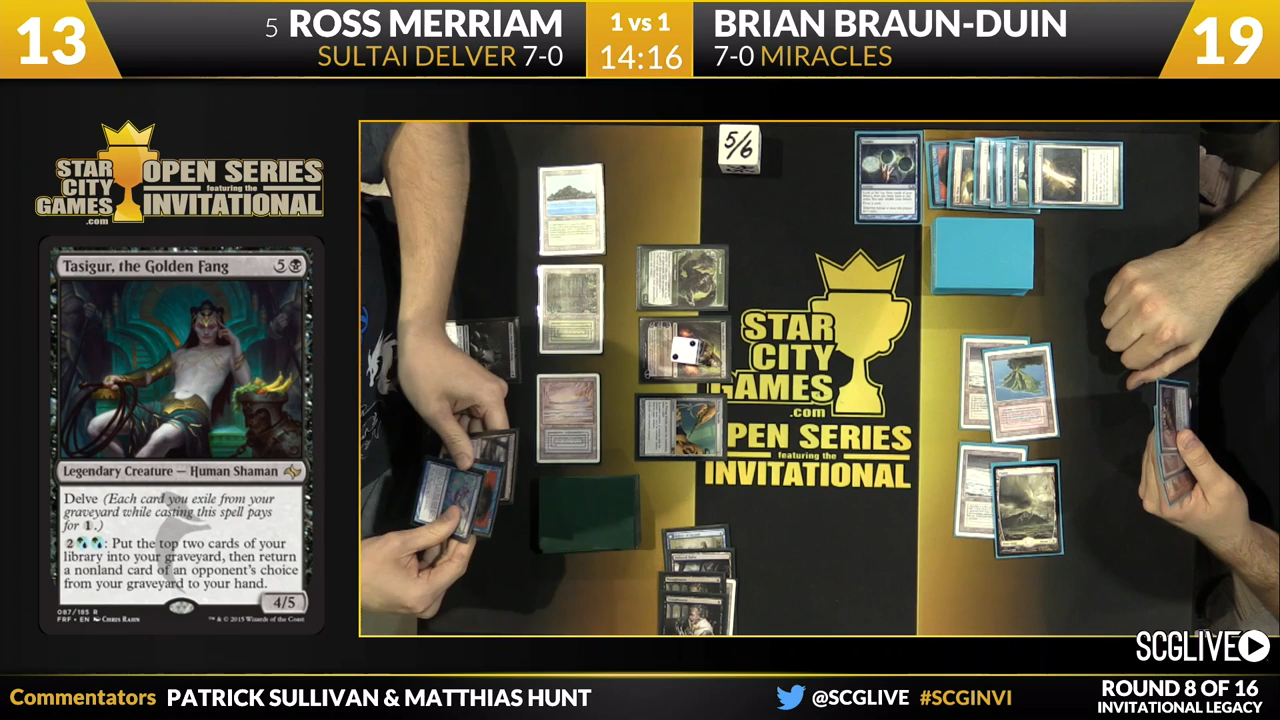 13
5 ROSS MERRIAM
SULTAI DELVER 7-0
1 vs 1
14:16
BRIAN BRAUN-DUIN
7-0 MIRACLES
19
STAR
CITY
GAMES
.com
OPEN SERIES
featuring the
INVITATIONAL
Tasigur, the Golden Fang 5
Legendary Creature — Human Shaman
Delve (Each card you exile from your
graveyard while casting this spell pays
for 1.)
2: Put the top two cards of your
library into your graveyard, then return
a nonland card of an opponent's choice
from your graveyard to your hand.
4/5
087/185 R
FRF • EN Chris Rahn
™ & © 2015 Wizards of the Coast
5/6
STAR
CITY
GAMES
.com
PEN SERIES
featuring the
INVITATIONAL
SCGLIVE
Commentators PATRICK SULLIVAN & MATTHIAS HUNT
@SCGLIVE #SCGINVI
ROUND 8 OF 16
INVITATIONAL LEGACY